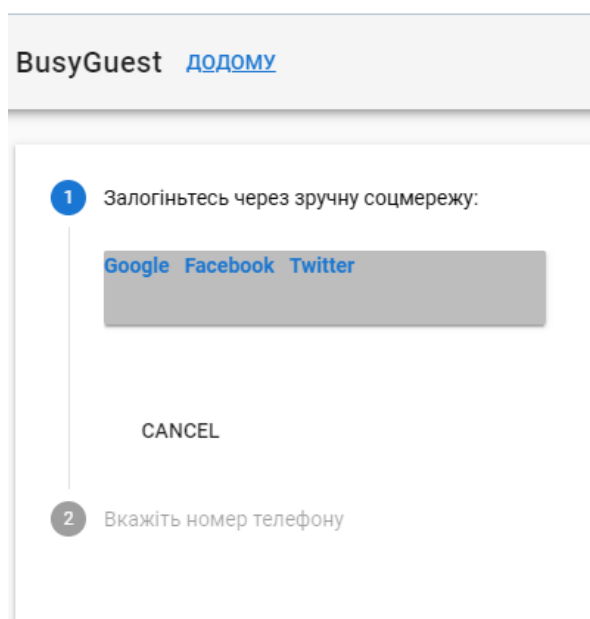 BusyGuest ДОДОМУ
1 Залогіньтесь через зручну соцмережу:
Google Facebook Twitter
CANCEL
2 Вкажіть номер телефону